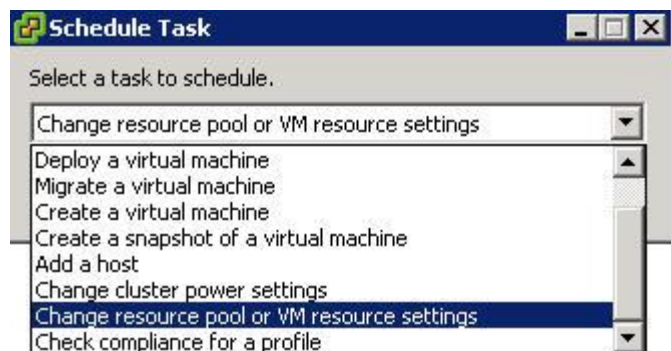 Schedule Task
Select a task to schedule.
Change resource pool or VM resource settings
Deploy a virtual machine
Migrate a virtual machine
Create a virtual machine
Create a snapshot of a virtual machine
Add a host
Change cluster power settings
Change resource pool or VM resource settings
Check compliance for a profile